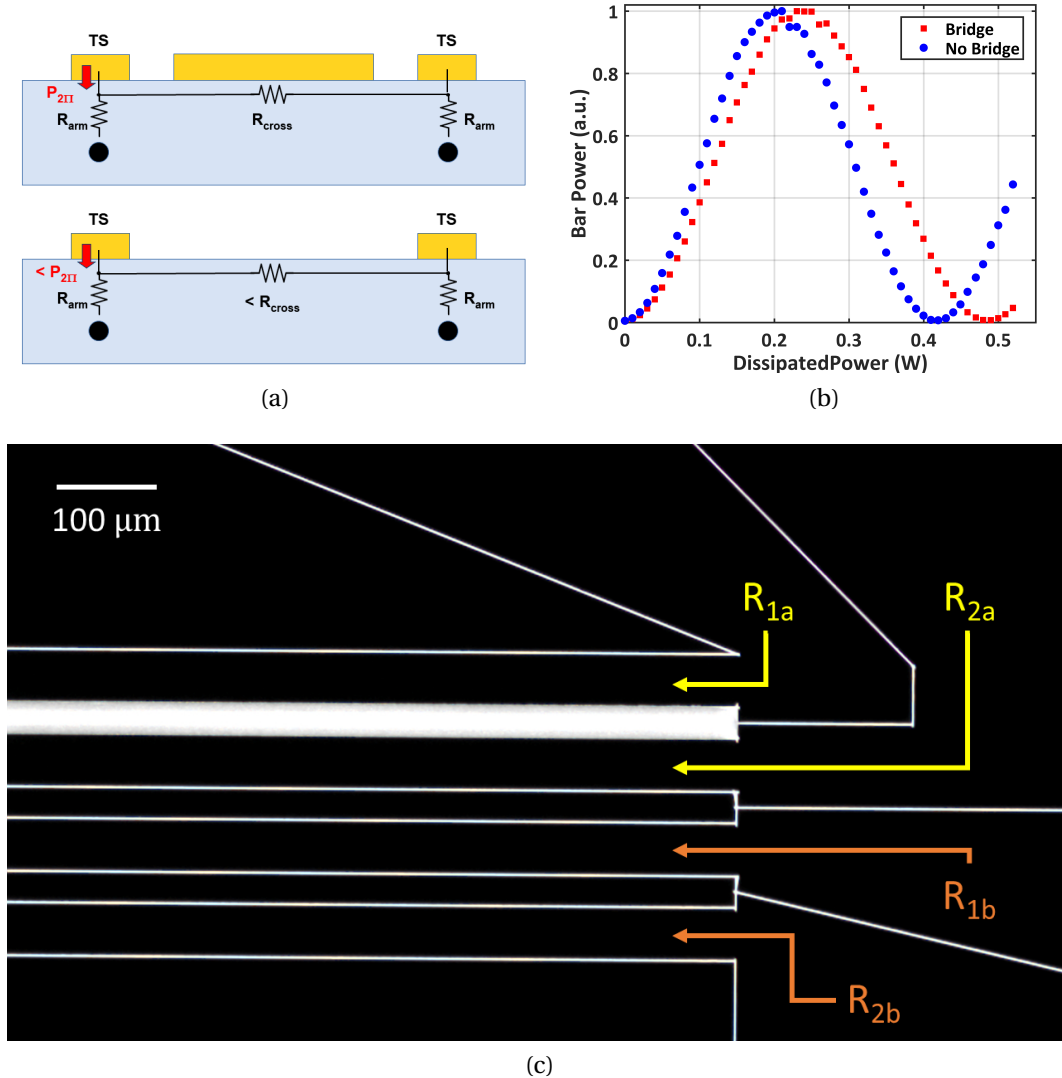 TS
TS
P2Π
Rarm
Rcross
Rarm
TS
TS
< P2Π
Rarm
< Rcross
Rarm
(a)
Bar Power (a.u.)
1
0.8
0.6
0.4
0.2
0
0
0.1
0.2
0.3
0.4
0.5
DissipatedPower (W)
Bridge
No Bridge
(b)
100 μm
R1a
R2a
R1b
R2b
(c)